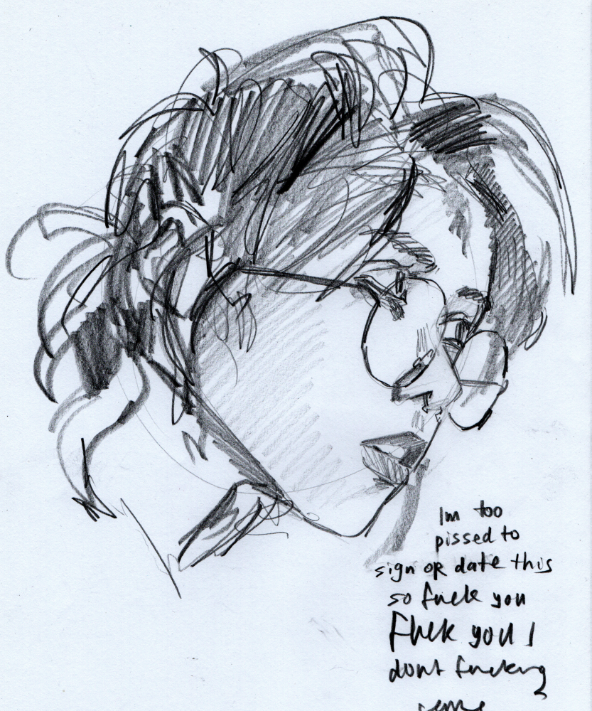 Im too
pissed to
sign or date this
so fuck you
Fuck you I
dont fucking